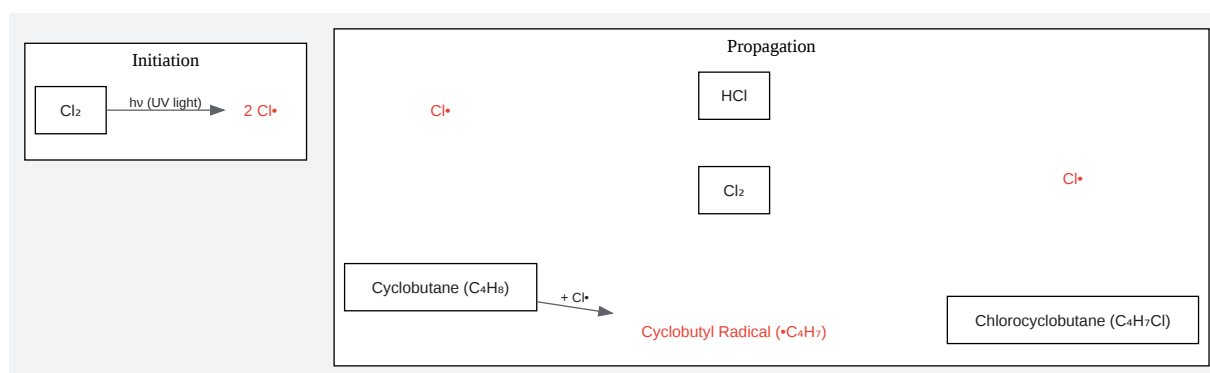 Initiation
Cl₂
hν (UV light)
2 Cl•
Propagation
Cl•
HCl
Cl₂
Cl•
Cyclobutane (C₄H₈)
+ Cl•
Cyclobutyl Radical (•C₄H₇)
Chlorocyclobutane (C₄H₇Cl)